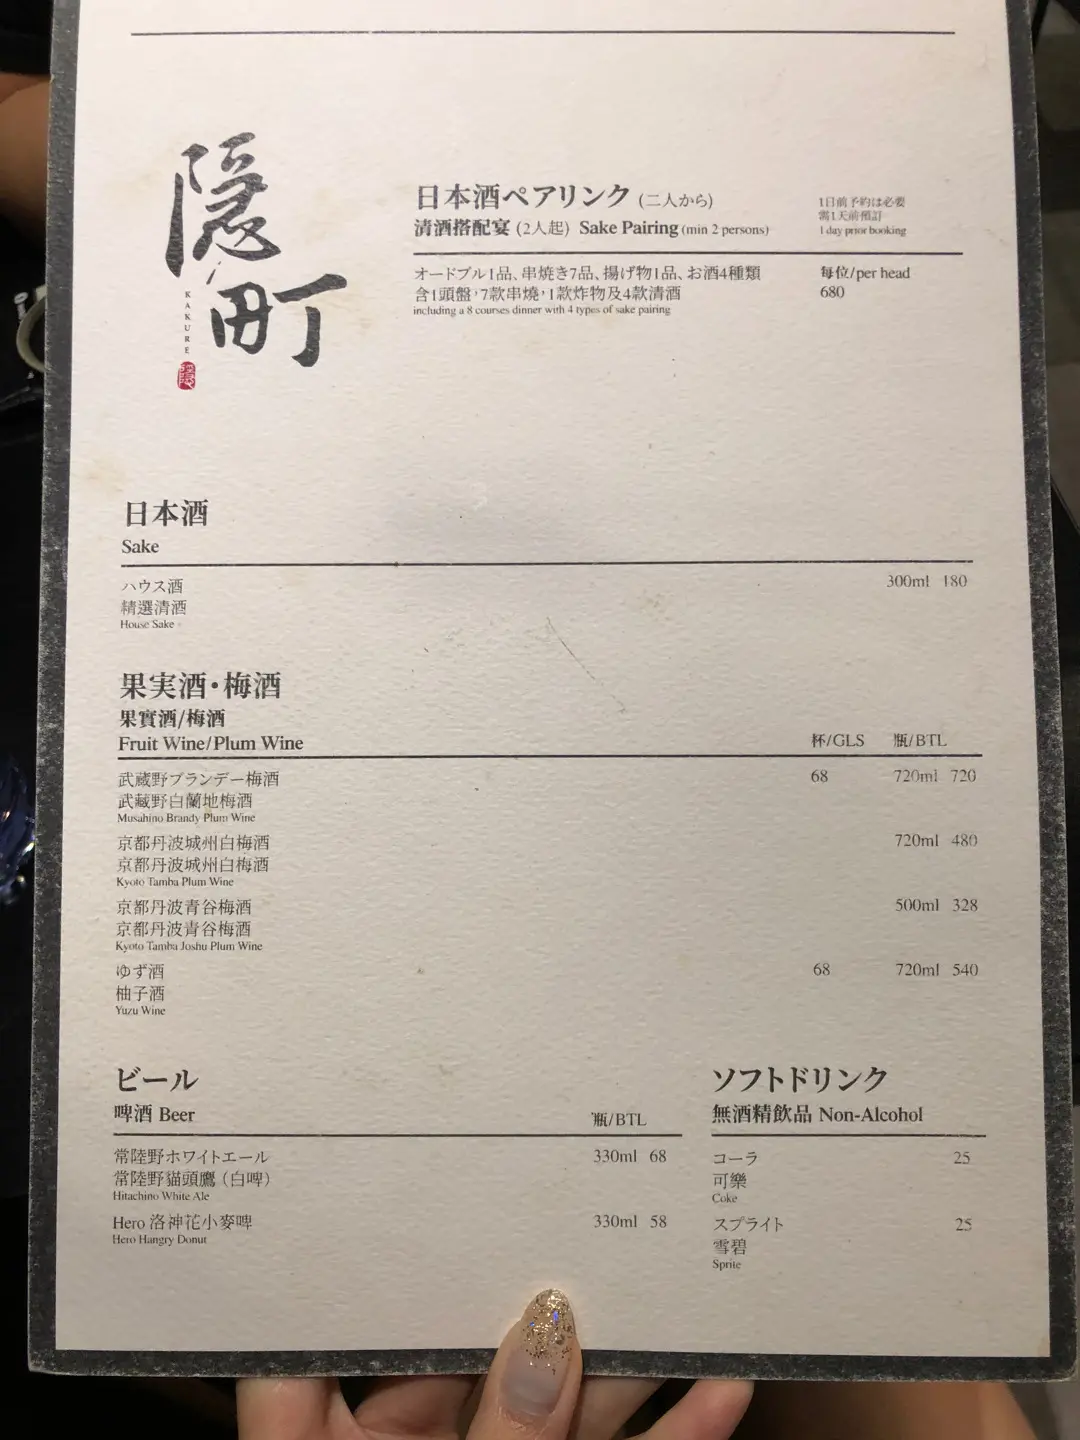 隠町
KAKURE
隠
日本酒ペアリンク (二人から)
清酒搭配宴 (2人起) Sake Pairing (min 2 persons)
1日前予約は必要
需1天前預訂
1 day prior booking
オードブル1品、串焼き7品、揚げ物1品、お酒4種類
含1頭盤，7款串燒，1款炸物及4款清酒
including a 8 courses dinner with 4 types of sake pairing
每位/per head
680
日本酒
Sake
ハウス酒 300ml 180
精選清酒
House Sake
果実酒・梅酒
果實酒/梅酒
Fruit Wine/Plum Wine 杯/GLS 瓶/BTL
武蔵野ブランデー梅酒 68 720ml 720
武藏野白蘭地梅酒
Musahino Brandy Plum Wine
京都丹波城州白梅酒 720ml 480
京都丹波城州白梅酒
Kyoto Tamba Plum Wine
京都丹波青谷梅酒 500ml 328
京都丹波青谷梅酒
Kyoto Tamba Joshu Plum Wine
ゆず酒 68 720ml 540
柚子酒
Yuzu Wine
ビール
啤酒 Beer 瓶/BTL
常陸野ホワイトエール 330ml 68
常陸野貓頭鷹（白啤）
Hitachino White Ale
Hero 洛神花小麥啤 330ml 58
Hero Hangry Donut
ソフトドリンク
無酒精飲品 Non-Alcohol
コーラ 25
可樂
Coke
スプライト 25
雪碧
Sprite